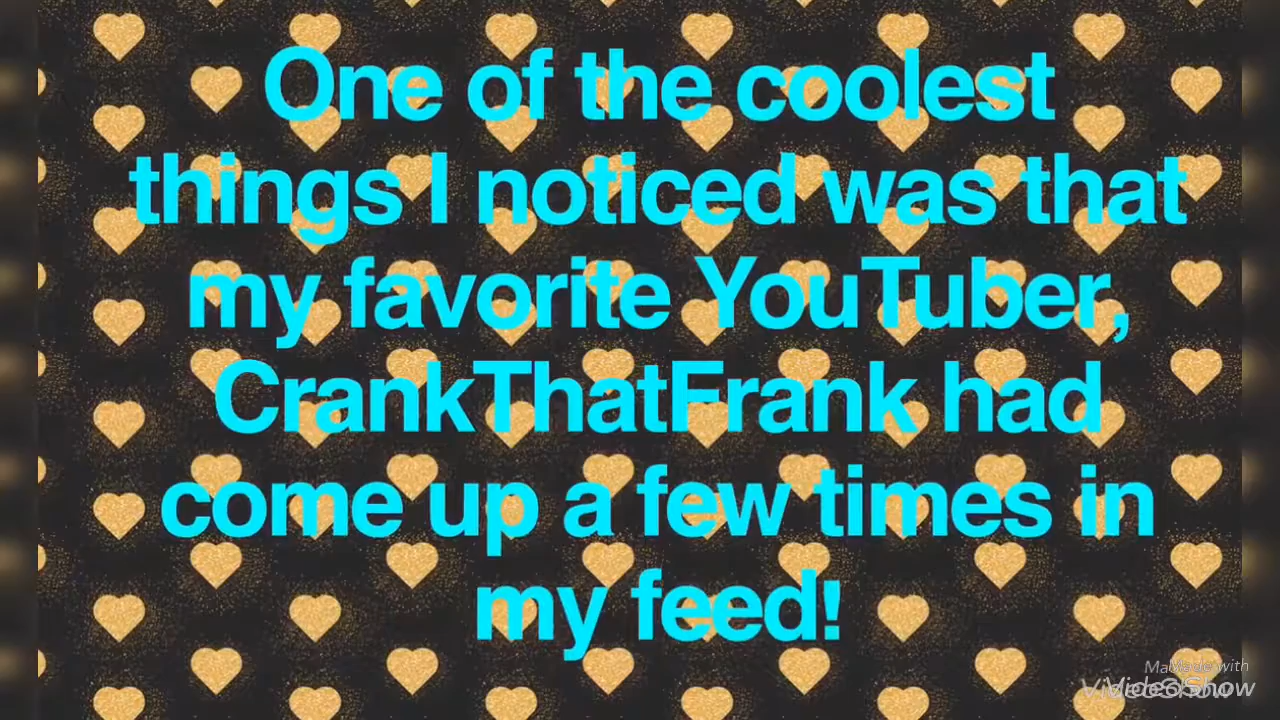 One of the coolest
things I noticed was that
my favorite YouTuber,
CrankThatFrank had
come up a few times in
my feed!
Made with
VideoShow